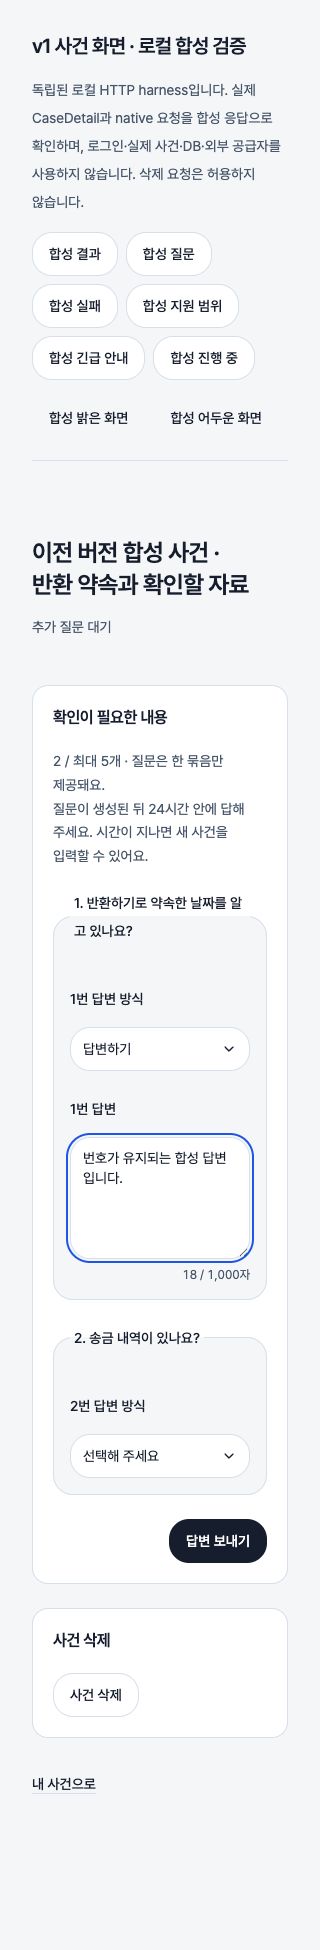 v1 사건 화면 · 로컬 합성 검증
독립된 로컬 HTTP harness입니다. 실제
CaseDetail과 native 요청을 합성 응답으로
확인하며, 로그인·실제 사건·DB·외부 공급자를
사용하지 않습니다. 삭제 요청은 허용하지
않습니다.
합성 결과
합성 질문
합성 실패
합성 지원 범위
합성 긴급 안내
합성 진행 중
합성 밝은 화면
합성 어두운 화면
이전 버전 합성 사건 ·
반환 약속과 확인할 자료
추가 질문 대기
확인이 필요한 내용
2 / 최대 5개 · 질문은 한 묶음만
제공돼요.
질문이 생성된 뒤 24시간 안에 답해
주세요. 시간이 지나면 새 사건을
입력할 수 있어요.
1. 반환하기로 약속한 날짜를 알
고 있나요?
1번 답변 방식
답변하기
1번 답변
번호가 유지되는 합성 답변
입니다.
18 / 1,000자
2. 송금 내역이 있나요?
2번 답변 방식
선택해 주세요
답변 보내기
사건 삭제
사건 삭제
내 사건으로